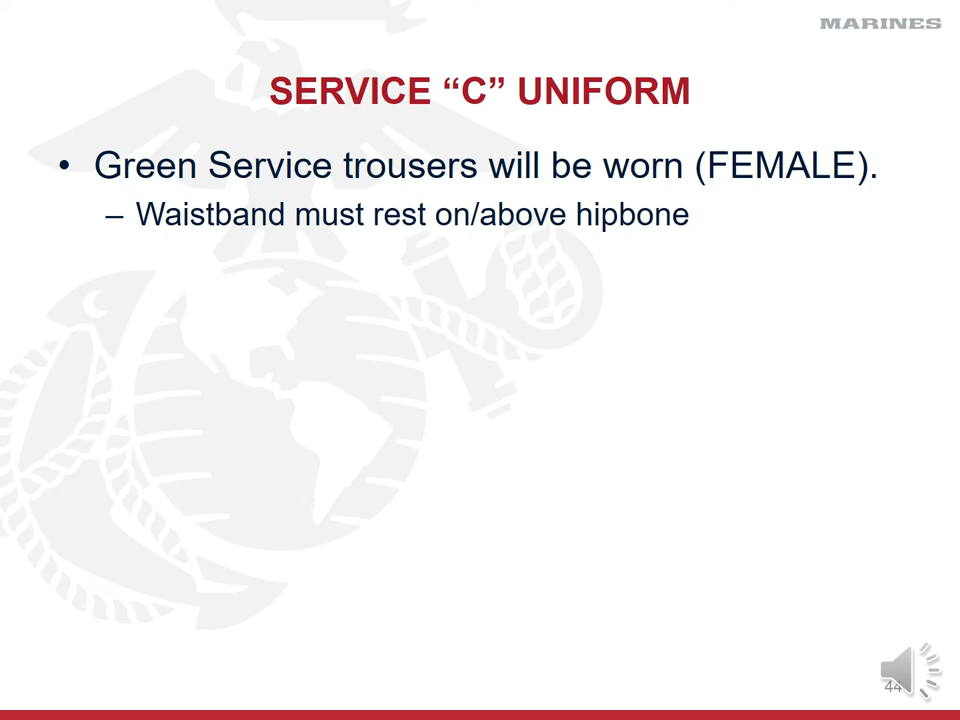 MARINES
SERVICE “C” UNIFORM
• Green Service trousers will be worn (FEMALE).
– Waistband must rest on/above hipbone
44